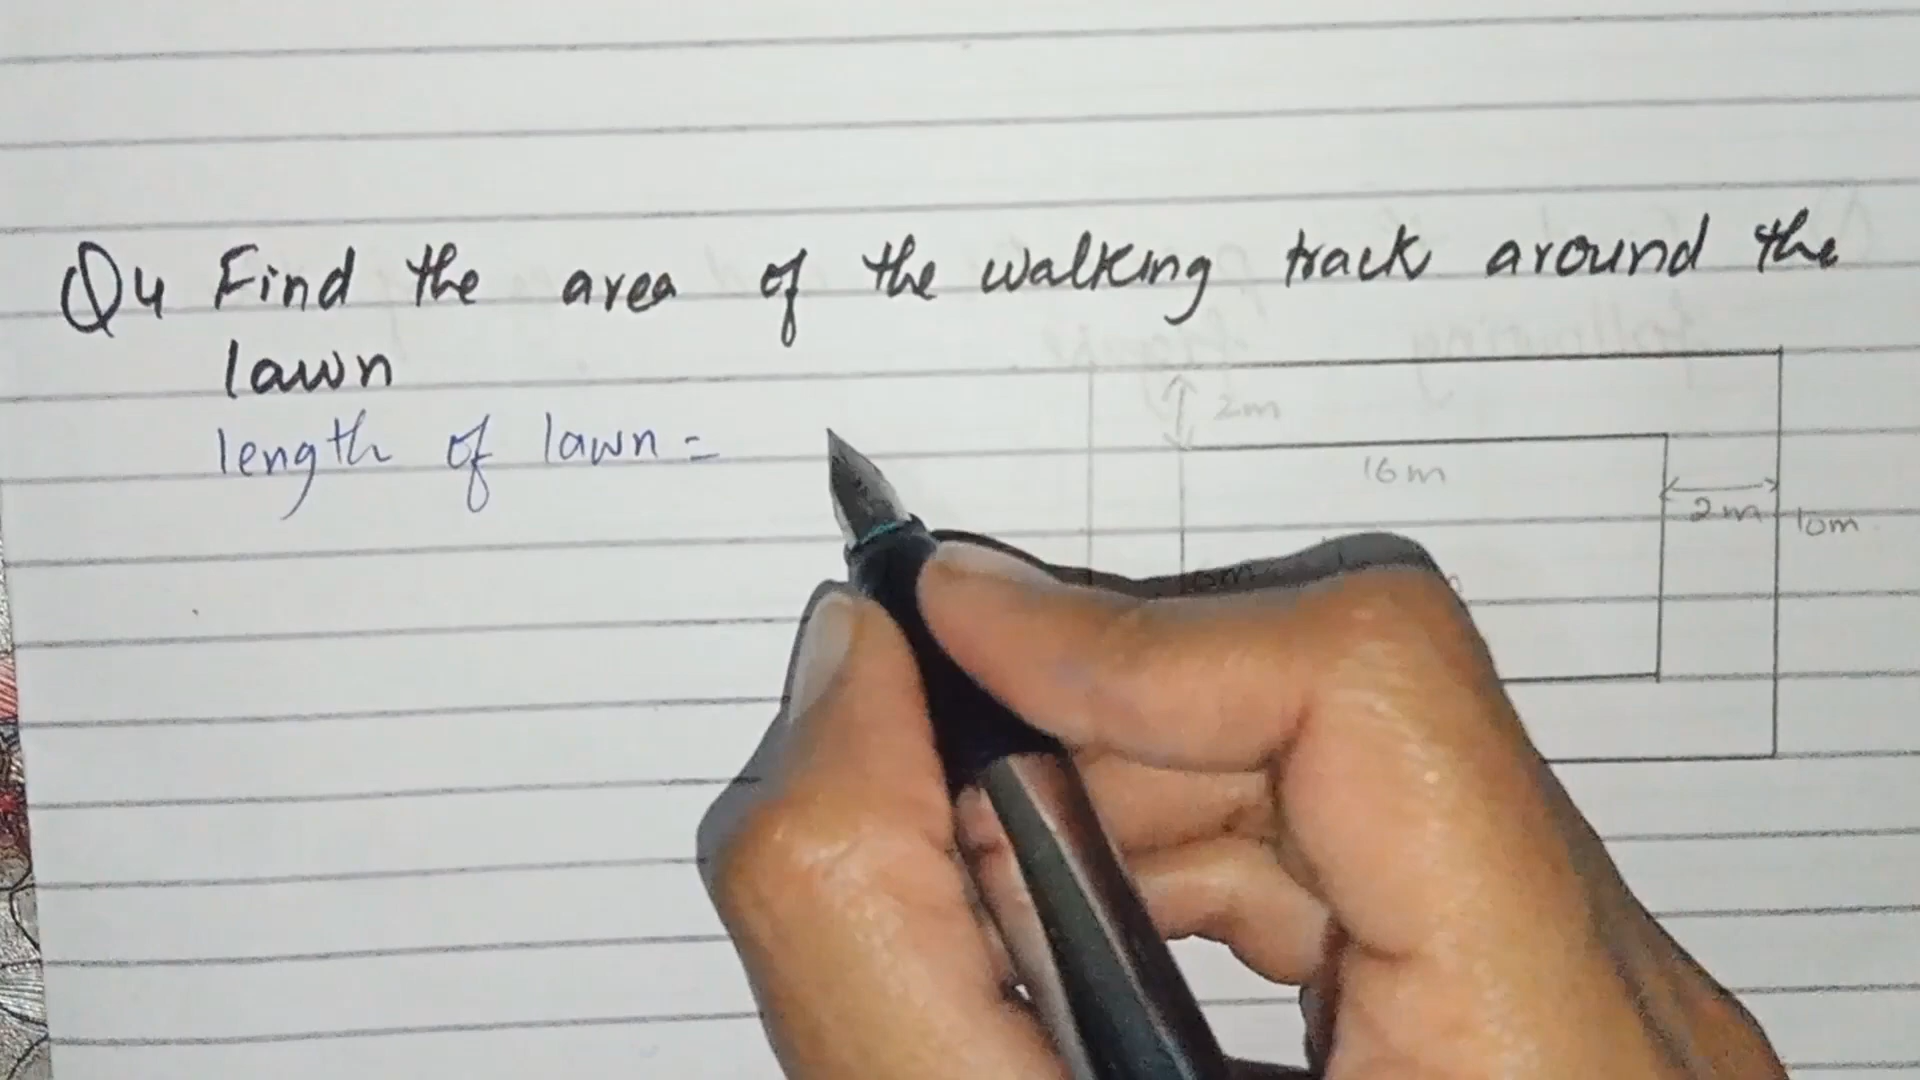 Q4 Find the area of the walking track around the
lawn
length of lawn =
2m
16m
2m
10m